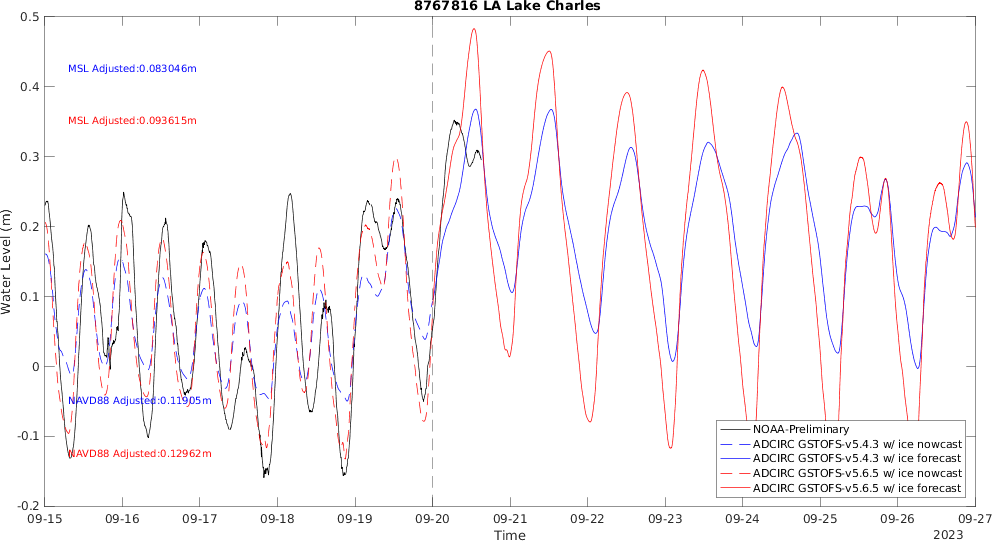 8767816 LA Lake Charles
0.5
MSL Adjusted:0.083046m
0.4
MSL Adjusted:0.093615m
0.3
0.2
Water Level (m)
0.1
0
NAVD88 Adjusted:0.11905m
-0.1
NAVD88 Adjusted:0.12962m
-0.2
NOAA-Preliminary
ADCIRC GSTOFS-v5.4.3 w/ ice nowcast
ADCIRC GSTOFS-v5.4.3 w/ ice forecast
ADCIRC GSTOFS-v5.6.5 w/ ice nowcast
ADCIRC GSTOFS-v5.6.5 w/ ice forecast
09-15 09-16 09-17 09-18 09-19 09-20 09-21 09-22 09-23 09-24 09-25 09-26 09-27
Time
2023